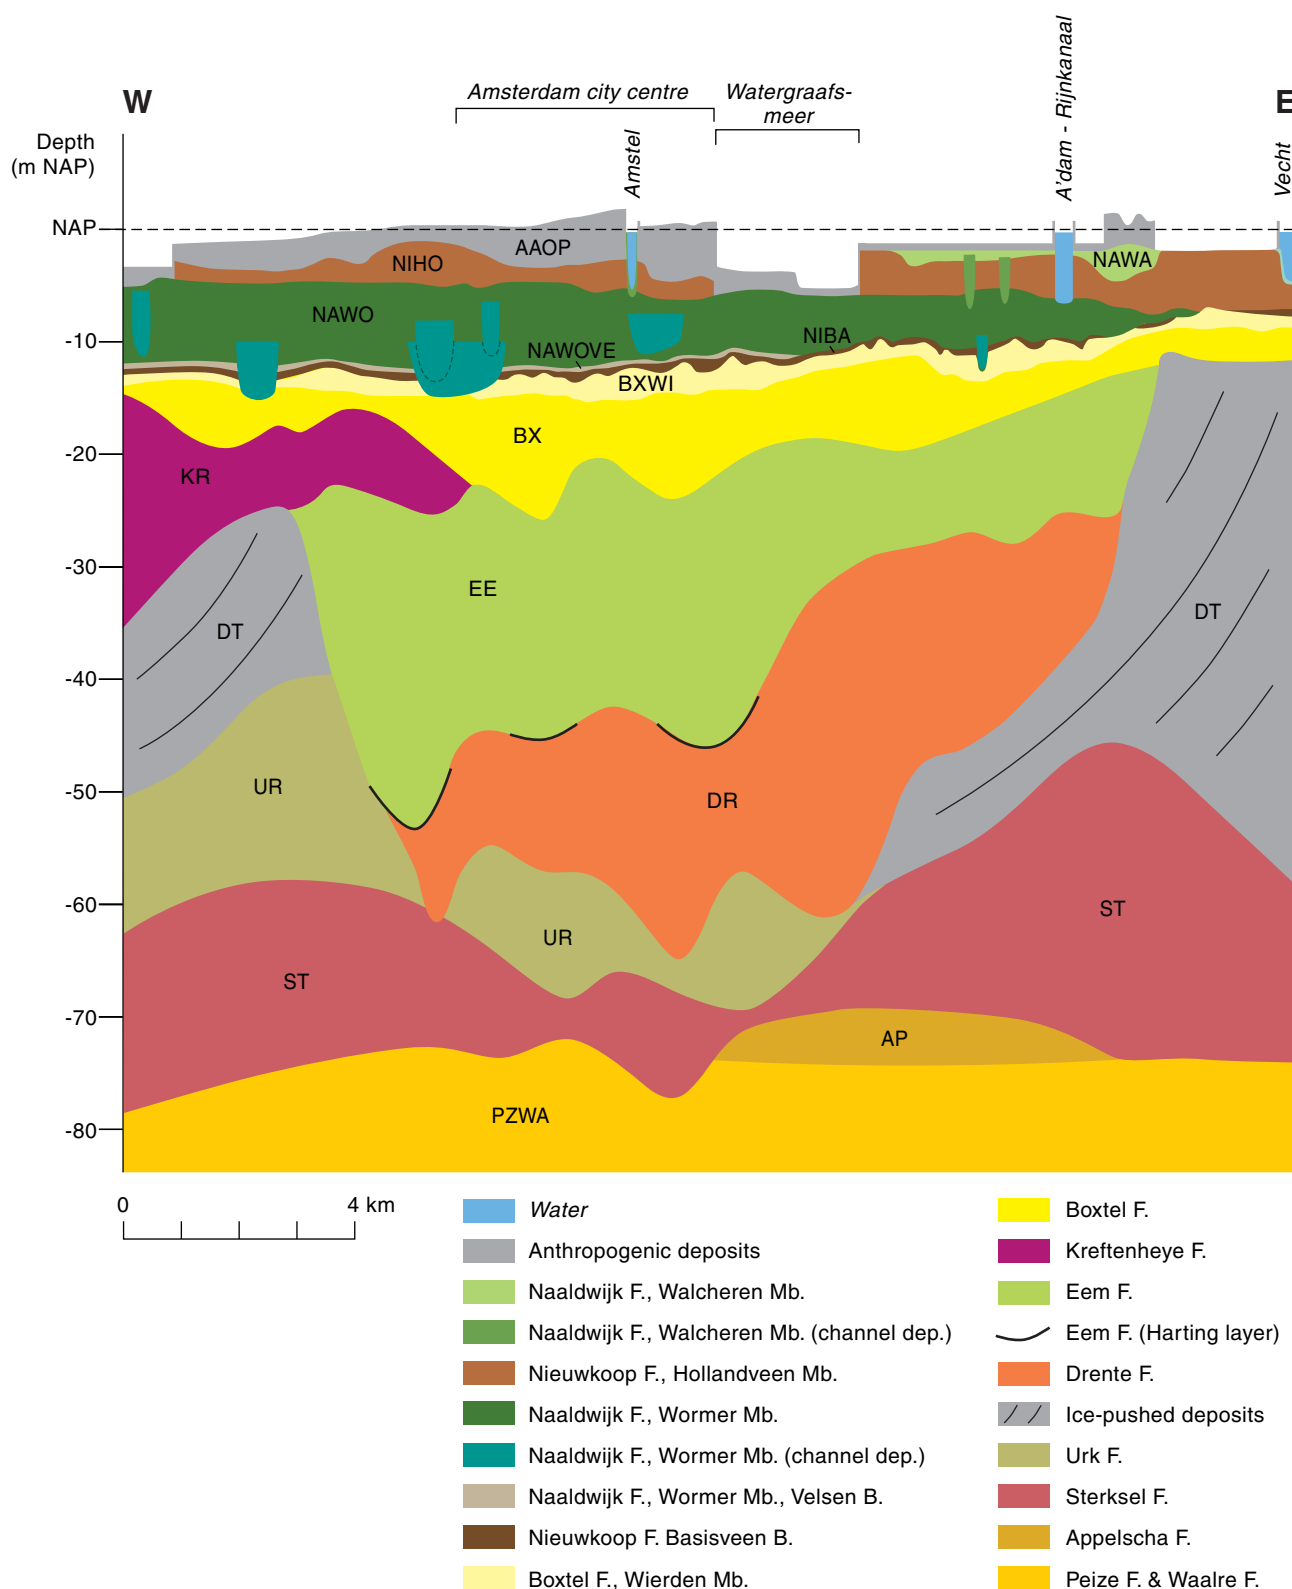 W
Amsterdam city centre
Watergraafs-
meer
Amstel
A'dam - Rijnkanaal
Vecht
E
Depth
(m NAP)
NAP
-10
-20
-30
-40
-50
-60
-70
-80
AAOP
NIHO
NAWA
NAWO
NAWOVE
NIBA
BXWI
BX
KR
EE
DT
DT
UR
DR
UR
ST
ST
AP
PZWA
0
4 km
Water
Anthropogenic deposits
Naaldwijk F., Walcheren Mb.
Naaldwijk F., Walcheren Mb. (channel dep.)
Nieuwkoop F., Hollandveen Mb.
Naaldwijk F., Wormer Mb.
Naaldwijk F., Wormer Mb. (channel dep.)
Naaldwijk F., Wormer Mb., Velsen B.
Nieuwkoop F. Basisveen B.
Boxtel F., Wierden Mb.
Boxtel F.
Kreftenheye F.
Eem F.
Eem F. (Harting layer)
Drente F.
Ice-pushed deposits
Urk F.
Sterksel F.
Appelscha F.
Peize F. & Waalre F.